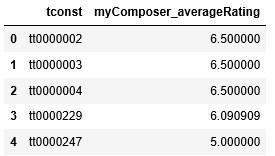 tconst myComposer_averageRating
0 tt0000002 6.500000
1 tt0000003 6.500000
2 tt0000004 6.500000
3 tt0000229 6.090909
4 tt0000247 5.000000